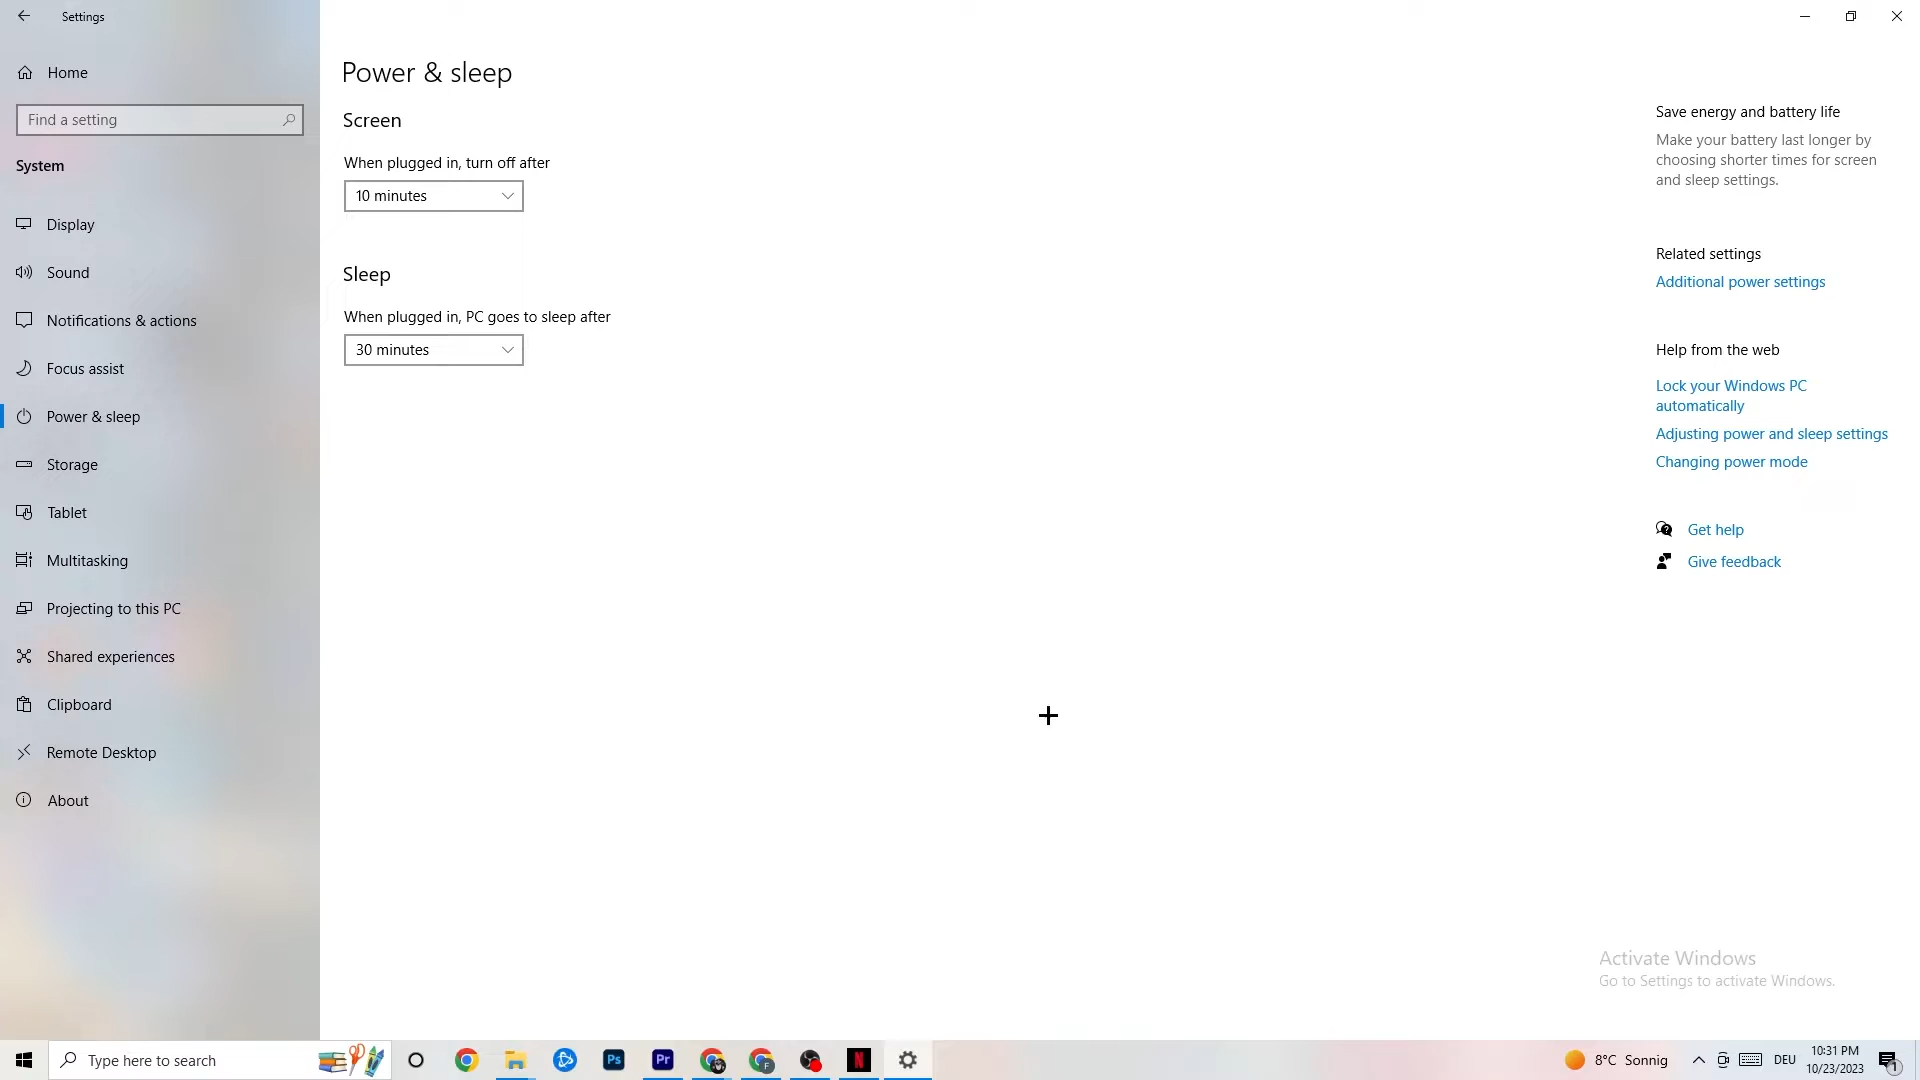 Settings
Home
Find a setting
System
Display
Sound
Notifications & actions
Focus assist
Power & sleep
Storage
Tablet
Multitasking
Projecting to this PC
Shared experiences
Clipboard
Remote Desktop
About
Power & sleep
Screen
When plugged in, turn off after
10 minutes
Sleep
When plugged in, PC goes to sleep after
30 minutes
Save energy and battery life
Make your battery last longer by
choosing shorter times for screen
and sleep settings.
Related settings
Additional power settings
Help from the web
Lock your Windows PC
automatically
Adjusting power and sleep settings
Changing power mode
Get help
Give feedback
Activate Windows
Go to Settings to activate Windows.
Type here to search
Ps
Pr
F
N
8°C Sonnig
DEU
10:31 PM
10/23/2023
1